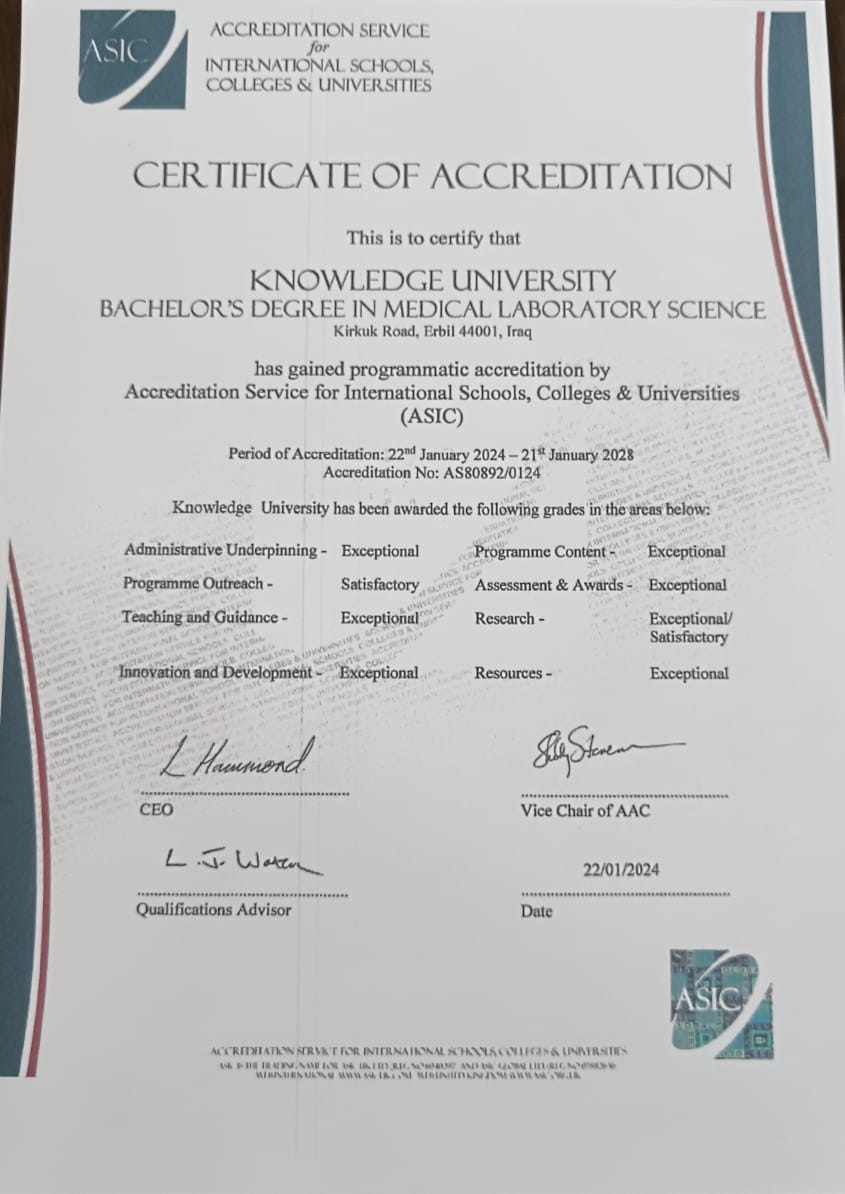 ASIC
ACCREDITATION SERVICE
for
INTERNATIONAL SCHOOLS,
COLLEGES & UNIVERSITIES
CERTIFICATE OF ACCREDITATION
This is to certify that
KNOWLEDGE UNIVERSITY
BACHELOR'S DEGREE IN MEDICAL LABORATORY SCIENCE
Kirkuk Road, Erbil 44001, Iraq
has gained programmatic accreditation by
Accreditation Service for International Schools, Colleges & Universities
(ASIC)
Period of Accreditation: 22nd January 2024 – 21st January 2028
Accreditation No: AS80892/0124
Knowledge University has been awarded the following grades in the areas below:
Administrative Underpinning - Exceptional Programme Content - Exceptional
Programme Outreach - Satisfactory Assessment & Awards - Exceptional
Teaching and Guidance - Exceptional Research - Exceptional/
Satisfactory
Innovation and Development - Exceptional Resources - Exceptional
L Hammond
CEO Vice Chair of AAC
L. J. 
22/01/2024
Qualifications Advisor Date
ASIC
ACCREDITATION SERVICE FOR INTERNATIONAL SCHOOLS, COLLEGES & UNIVERSITIES